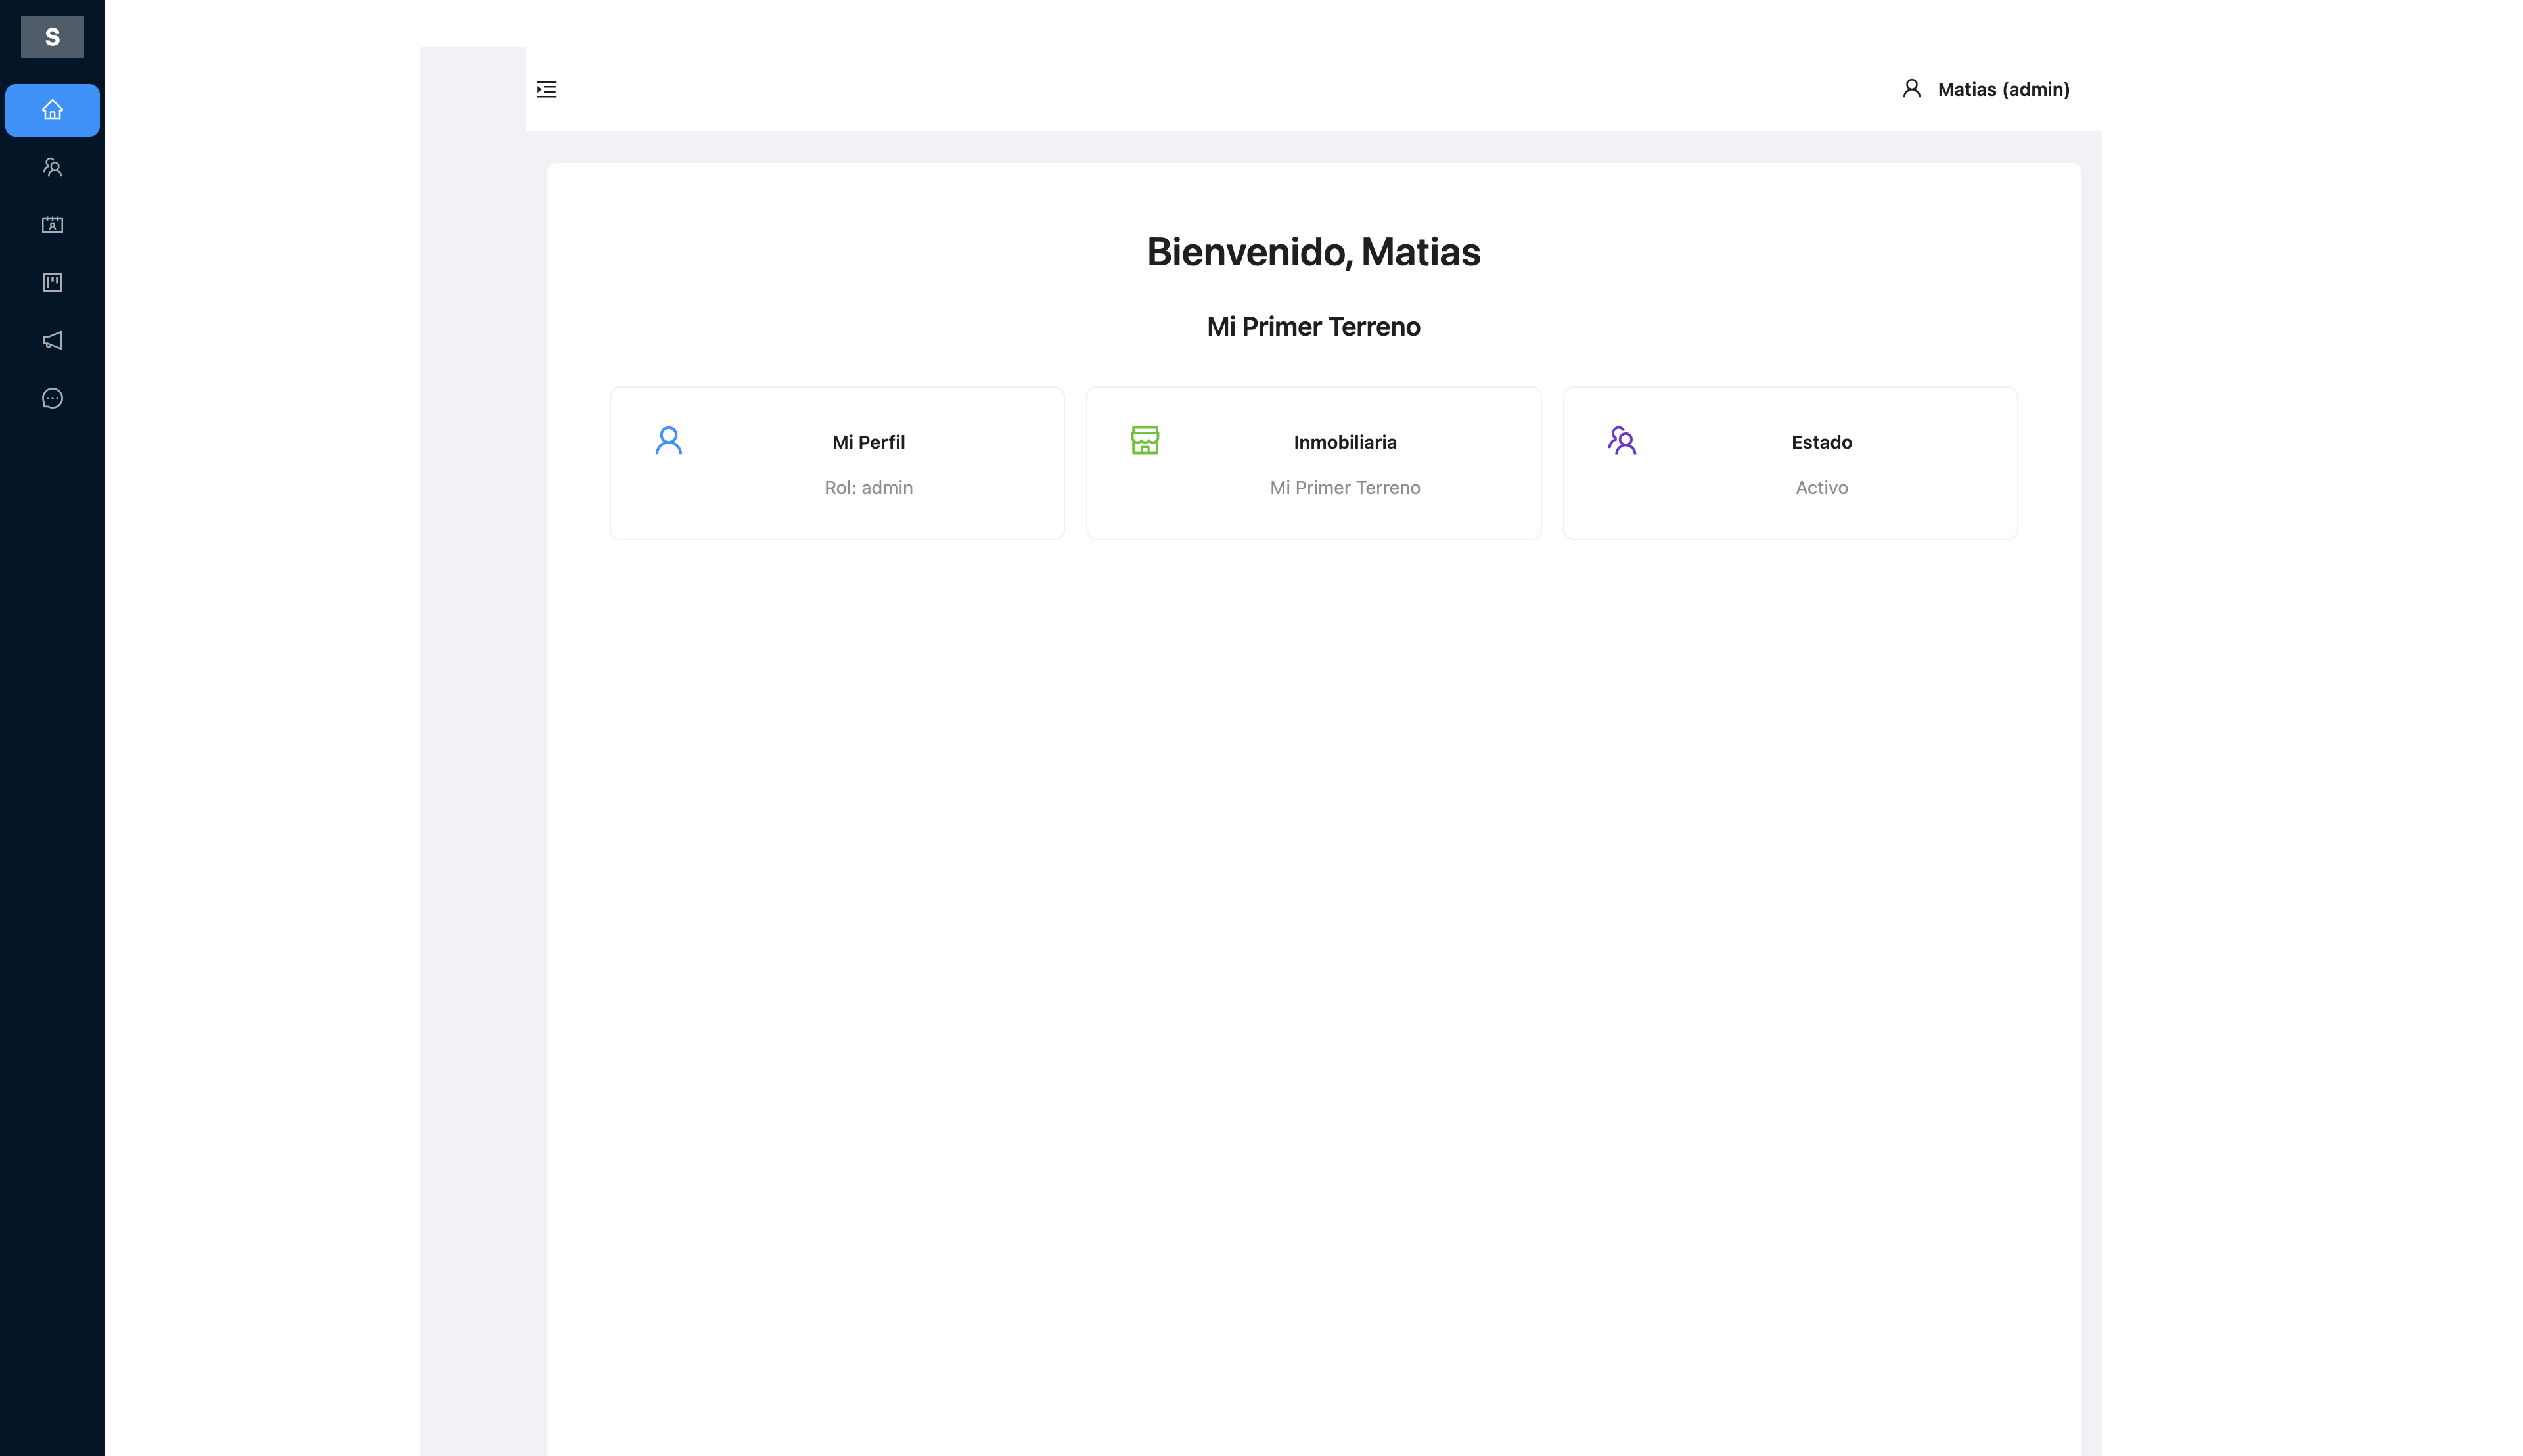 S
Matias (admin)
Bienvenido, Matias
Mi Primer Terreno
Mi Perfil
Rol: admin
Inmobiliaria
Mi Primer Terreno
Estado
Activo